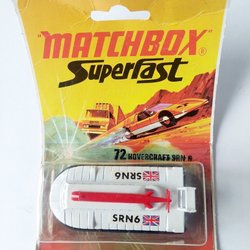 "MATCHBOX"®
SUPERFAST
72 HOVERCRAFT SRN 6
SRN6
SRN6